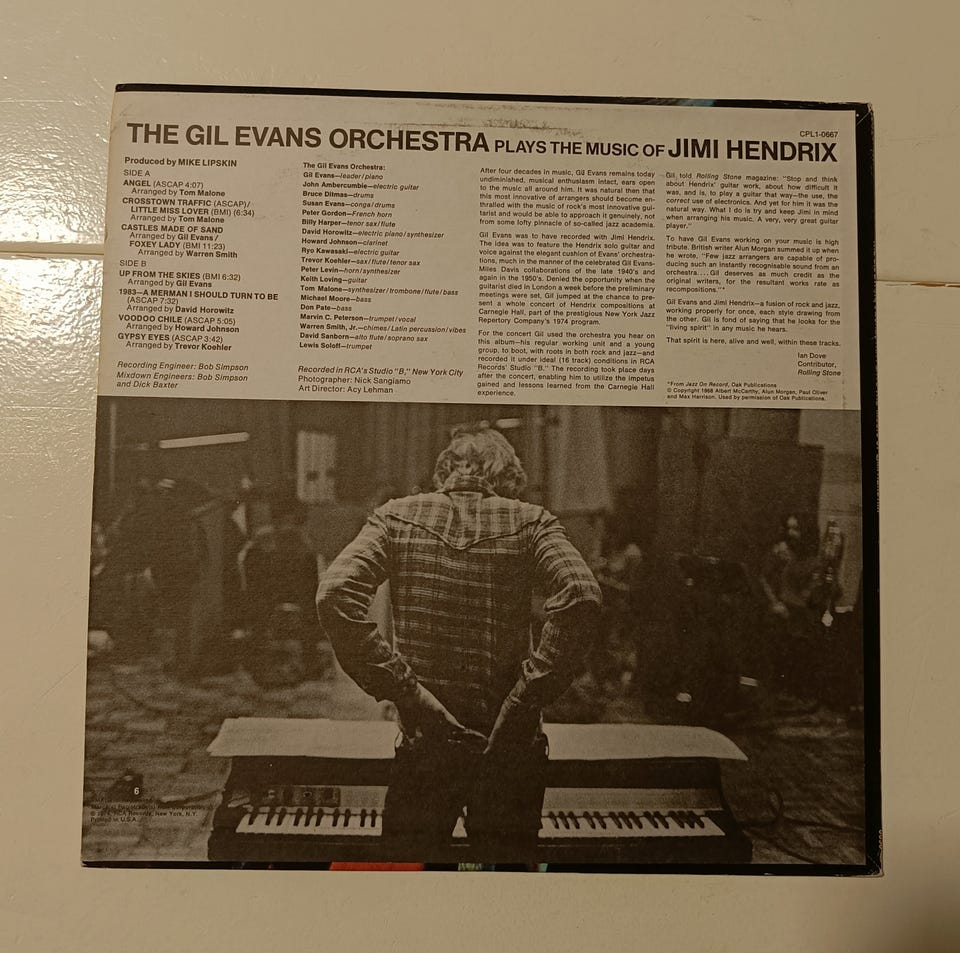 CPL1-0667
THE GIL EVANS ORCHESTRA PLAYS THE MUSIC OF JIMI HENDRIX
Produced by MIKE LIPSKIN
SIDE A
ANGEL (ASCAP 4:07)
Arranged by Tom Malone
CROSSTOWN TRAFFIC (ASCAP)/
LITTLE MISS LOVER (BMI) (6:34)
Arranged by Tom Malone
CASTLES MADE OF SAND
Arranged by Gil Evans/
FOXEY LADY (BMI 11:23)
Arranged by Warren Smith
SIDE B
UP FROM THE SKIES (BMI 6:32)
Arranged by Gil Evans
1983—A MERMAN I SHOULD TURN TO BE
(ASCAP 7:32)
Arranged by David Horowitz
VOODOO CHILE (ASCAP 5:05)
Arranged by Howard Johnson
GYPSY EYES (ASCAP 3:42)
Arranged by Trevor Koehler
Recording Engineer: Bob Simpson
Mixdown Engineers: Bob Simpson
and Dick Baxter
The Gil Evans Orchestra:
Gil Evans—leader/piano
John Ambercumbie—electric guitar
Bruce Ditmas—drums
Susan Evans—conga/drums
Peter Gordon—French horn
Billy Harper—tenor sax/flute
David Horowitz—electric piano/synthesizer
Howard Johnson—clarinet
Ryo Kawasaki—electric guitar
Trevor Koehler—sax/flute/tenor sax
Peter Levin—horn/synthesizer
Keith Loving—guitar
Tom Malone—synthesizer/trombone/flute/bass
Michael Moore—bass
Don Pate—bass
Marvin C. Peterson—trumpet/vocal
Warren Smith, Jr.—chimes/Latin percussion/vibes
David Sanborn—alto flute/soprano sax
Lewis Soloff—trumpet
Recorded in RCA's Studio "B," New York City
Photographer: Nick Sangiamo
Art Director: Acy Lehman
After four decades in music, Gil Evans remains today
undiminished, musical enthusiasm intact, ears open
to the music all around him. It was natural then that
this most innovative of arrangers should become en-
thralled with the music of rock's most innovative gui-
tarist and would be able to approach it genuinely, not
from some lofty pinnacle of so-called jazz academia.
Gil Evans was to have recorded with Jimi Hendrix.
The idea was to feature the Hendrix solo guitar and
voice against the elegant cushion of Evans' orchestra-
tions, much in the manner of the celebrated Gil Evans-
Miles Davis collaborations of the late 1940's and
again in the 1950's. Denied the opportunity when the
guitarist died in London a week before the preliminary
meetings were set, Gil jumped at the chance to pre-
sent a whole concert of Hendrix compositions at
Carnegie Hall, part of the prestigious New York Jazz
Repertory Company's 1974 program.
For the concert Gil used the orchestra you hear on
this album—his regular working unit and a young
group, to boot, with roots in both rock and jazz—and
recorded it under ideal (16 track) conditions in RCA
Records' Studio "B." The recording took place days
after the concert, enabling him to utilize the impetus
gained and lessons learned from the Carnegie Hall
experience.
Gil told Rolling Stone magazine: "Stop and think
about Hendrix' guitar work, about how difficult it
was, and is, to play a guitar that way—the use, the
correct use of electronics. And yet for him it was the
natural way. What I do is try and keep Jimi in mind
when arranging his music. A very, very great guitar
player."
To have Gil Evans working on your music is high
tribute. British writer Alun Morgan summed it up when
he wrote, "Few jazz arrangers are capable of pro-
ducing such an instantly recognisable sound from an
orchestra....Gil deserves as much credit as the
original writers, for the resultant works rate as
recompositions."*
Gil Evans and Jimi Hendrix—a fusion of rock and jazz,
working properly for once, each style drawing from
the other. Gil is fond of saying that he looks for the
"living spirit" in any music he hears.
That spirit is here, alive and well, within these tracks.
Ian Dove
Contributor,
Rolling Stone
*From Jazz On Record, Oak Publications
© Copyright 1968 Albert McCarthy, Alun Morgan, Paul Oliver
and Max Harrison. Used by permission of Oak Publications.
6
RCA Records, New York, N.Y.
Printed in U.S.A.